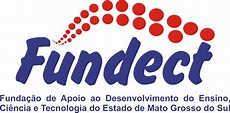 Fundect
Fundação de Apoio ao Desenvolvimento do Ensino,
Ciência e Tecnologia do Estado de Mato Grosso do Sul